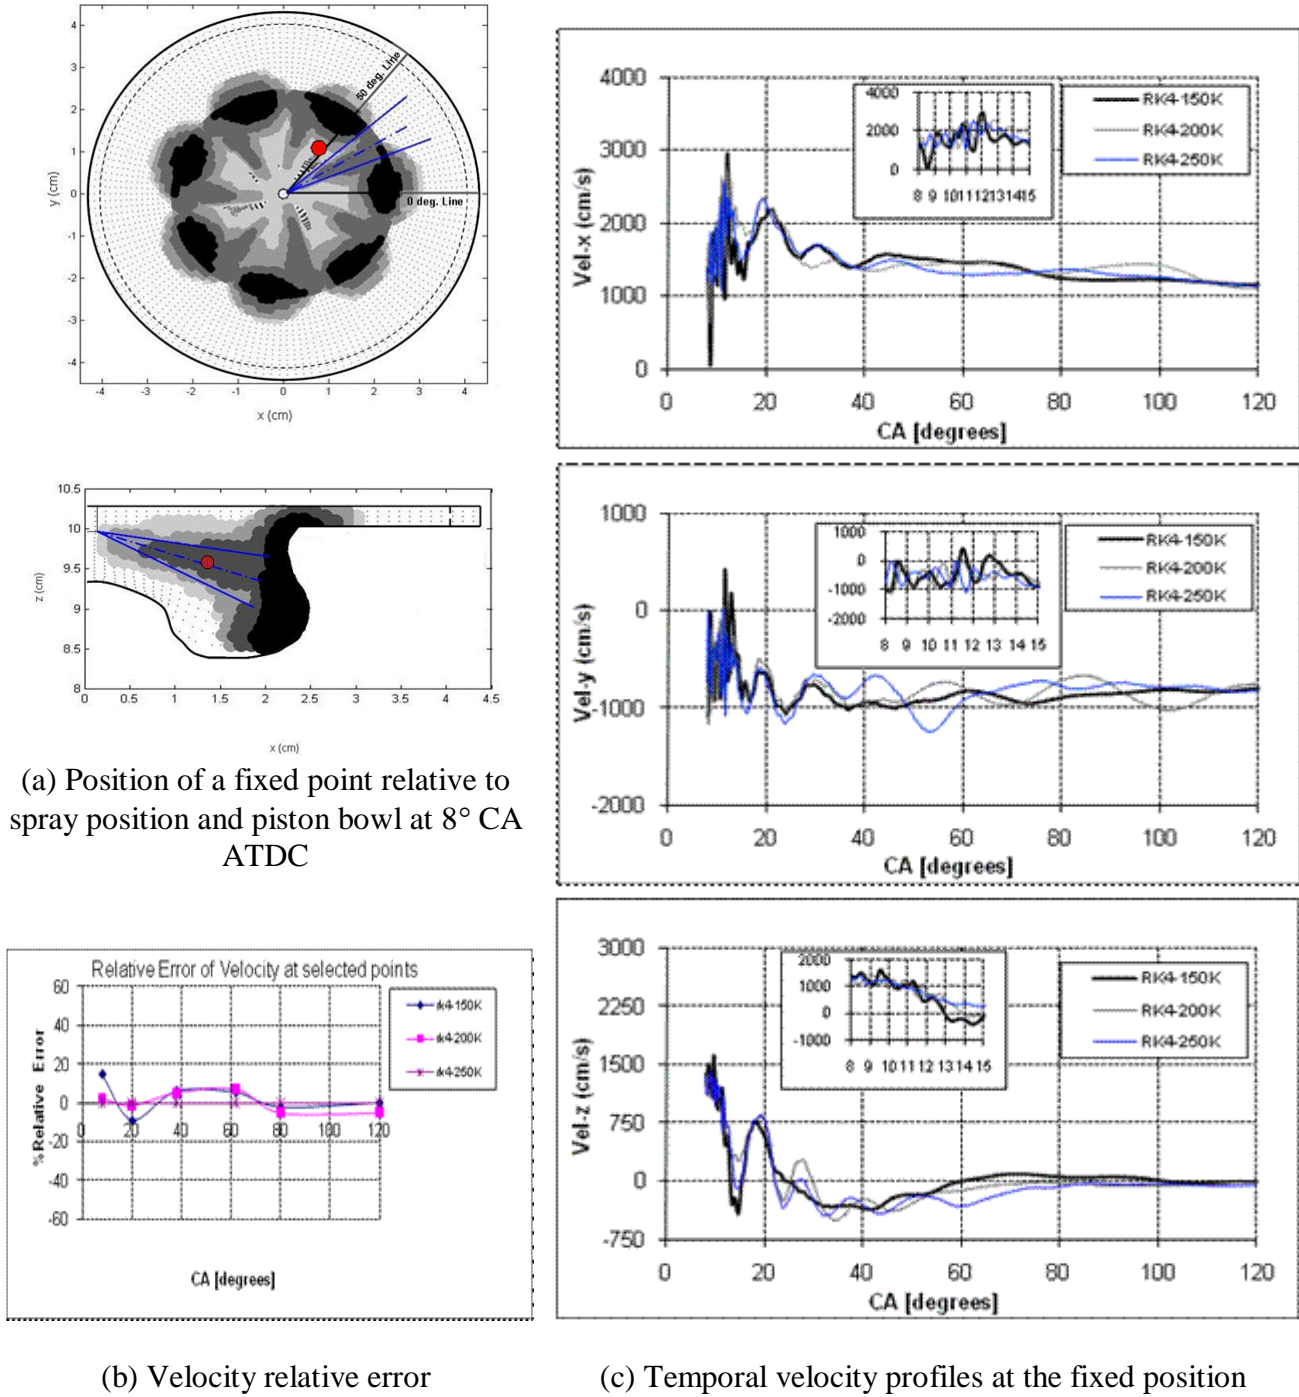 4
3
2
1
0
-1
-2
-3
-4
y (cm)
50 deg. Line
0 deg. Line
-4 -3 -2 -1 0 1 2 3 4
x (cm)
10.5
10
9.5
9
8.5
8
z (cm)
0 0.5 1 1.5 2 2.5 3 3.5 4 4.5
x (cm)
(a) Position of a fixed point relative to
spray position and piston bowl at 8° CA
ATDC
Relative Error of Velocity at selected points
60
40
20
0
-20
-40
-60
% Relative Error
0 20 40 60 80 100 120
CA [degrees]
rk4-150K
rk4-200K
rk4-250K
(b) Velocity relative error
4000
3000
2000
1000
0
Vel-x (cm/s)
4000
2000
0
8 9 10 11 12 13 14 15
RK4-150K
RK4-200K
RK4-250K
0 20 40 60 80 100 120
CA [degrees]
1000
0
-1000
-2000
Vel-y (cm/s)
1000
0
-1000
-2000
8 9 10 11 12 13 14 15
RK4-150K
RK4-200K
RK4-250K
0 20 40 60 80 100 120
CA [degrees]
3000
2250
1500
750
0
-750
Vel-z (cm/s)
2000
1000
0
-1000
8 9 10 11 12 13 14 15
RK4-150K
RK4-200K
RK4-250K
0 20 40 60 80 100 120
CA [degrees]
(c) Temporal velocity profiles at the fixed position